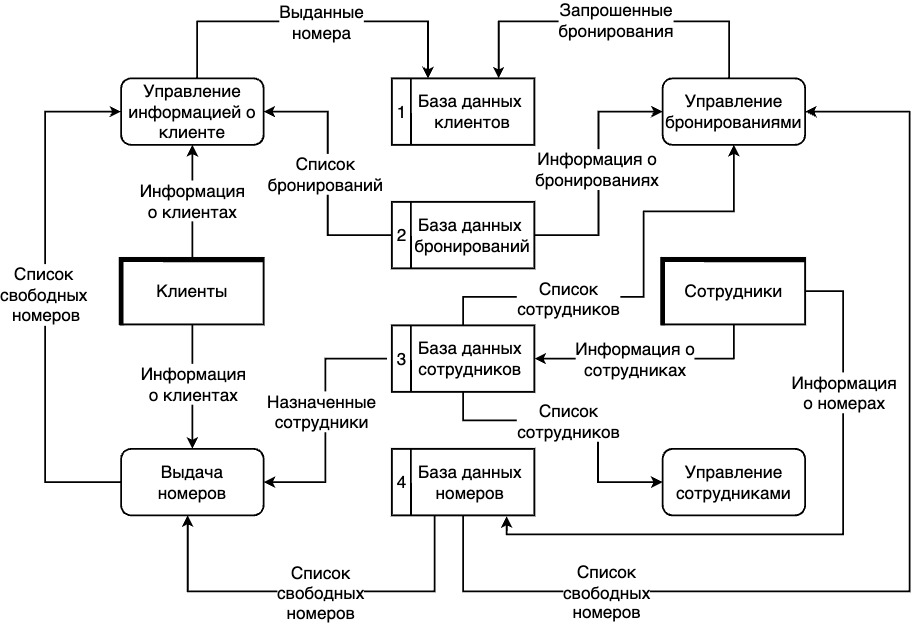 Выданные
номера
Запрошенные
бронирования
Управление
информацией о
клиенте
1
База данных
клиентов
Управление
бронированиями
Список
бронирований
Информация о
бронированиях
Информация
о клиентах
2
База данных
бронирований
Список
свободных
номеров
Клиенты
Список
сотрудников
Сотрудники
3
База данных
сотрудников
Информация о
сотрудниках
Информация
о клиентах
Назначенные
сотрудники
Информация
о номерах
Список
сотрудников
Выдача
номеров
4
База данных
номеров
Управление
сотрудниками
Список
свободных
номеров
Список
свободных
номеров